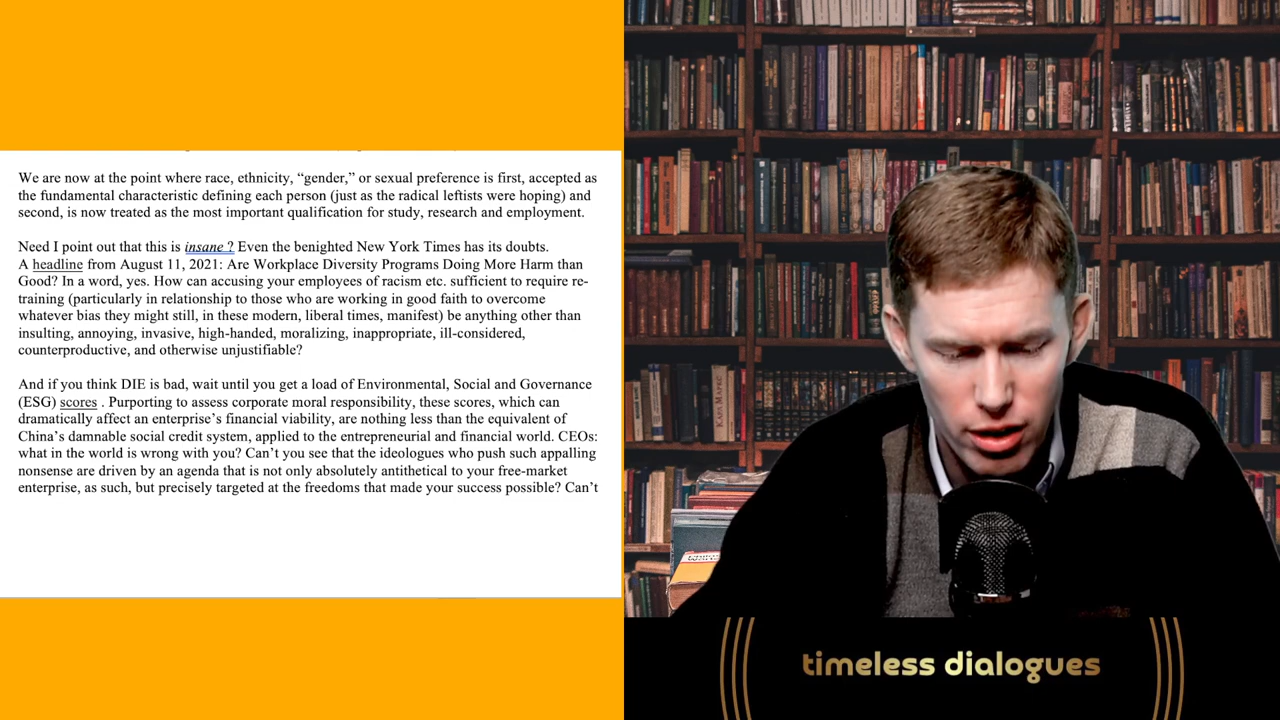 We are now at the point where race, ethnicity, “gender,” or sexual preference is first, accepted as
the fundamental characteristic defining each person (just as the radical leftists were hoping) and
second, is now treated as the most important qualification for study, research and employment.
Need I point out that this is insane ? Even the benighted New York Times has its doubts.
A headline from August 11, 2021: Are Workplace Diversity Programs Doing More Harm than
Good? In a word, yes. How can accusing your employees of racism etc. sufficient to require re-
training (particularly in relationship to those who are working in good faith to overcome
whatever bias they might still, in these modern, liberal times, manifest) be anything other than
insulting, annoying, invasive, high-handed, moralizing, inappropriate, ill-considered,
counterproductive, and otherwise unjustifiable?
And if you think DIE is bad, wait until you get a load of Environmental, Social and Governance
(ESG) scores . Purporting to assess corporate moral responsibility, these scores, which can
dramatically affect an enterprise’s financial viability, are nothing less than the equivalent of
China’s damnable social credit system, applied to the entrepreneurial and financial world. CEOs:
what in the world is wrong with you? Can’t you see that the ideologues who push such appalling
nonsense are driven by an agenda that is not only absolutely antithetical to your free-market
enterprise, as such, but precisely targeted at the freedoms that made your success possible? Can’t
КАРЛ МАРКС
timeless dialogues